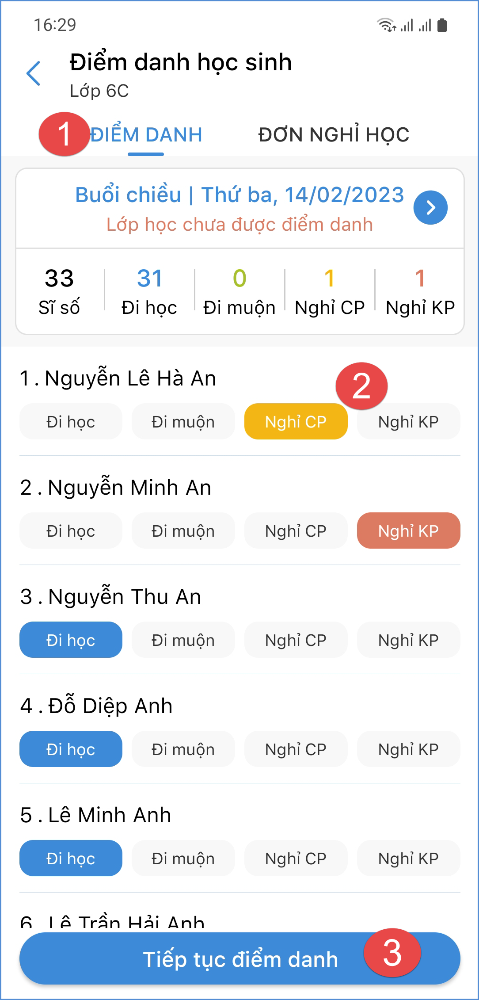 16:29
Điểm danh học sinh
Lớp 6C
1 ĐIỂM DANH ĐƠN NGHỈ HỌC
Buổi chiều | Thứ ba, 14/02/2023
Lớp học chưa được điểm danh
33 31 0 1 1
Sĩ số Đi học Đi muộn Nghỉ CP Nghỉ KP
1 . Nguyễn Lê Hà An
2
Đi học Đi muộn Nghỉ CP Nghỉ KP
2 . Nguyễn Minh An
Đi học Đi muộn Nghỉ CP Nghỉ KP
3 . Nguyễn Thu An
Đi học Đi muộn Nghỉ CP Nghỉ KP
4 . Đỗ Diệp Anh
Đi học Đi muộn Nghỉ CP Nghỉ KP
5 . Lê Minh Anh
Đi học Đi muộn Nghỉ CP Nghỉ KP
6 . Lê Trần Hải Anh
Tiếp tục điểm danh 3